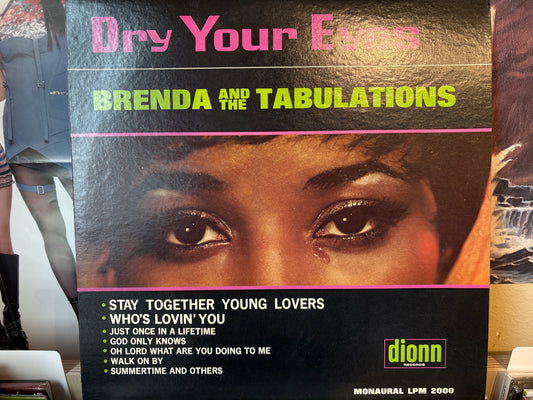 Dry Your Eyes
BRENDA AND THE TABULATIONS
• STAY TOGETHER YOUNG LOVERS
• WHO'S LOVIN' YOU
• JUST ONCE IN A LIFETIME
• GOD ONLY KNOWS
• OH LORD WHAT ARE YOU DOING TO ME
• WALK ON BY
• SUMMERTIME AND OTHERS
dionn
RECORDS
MONAURAL LPM 2000